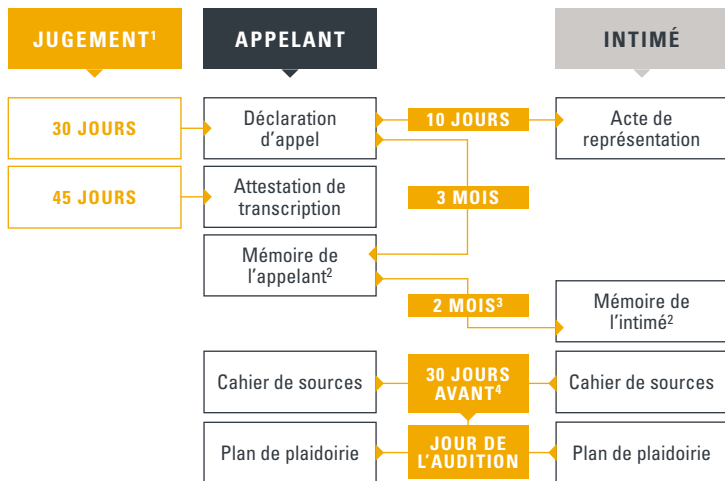 JUGEMENT¹
APPELANT
INTIMÉ
30 JOURS
Déclaration
d’appel
10 JOURS
Acte de
représentation
45 JOURS
Attestation de
transcription
3 MOIS
Mémoire de
l’appelant²
2 MOIS³
Mémoire de
l’intimé²
Cahier de sources
30 JOURS
AVANT⁴
Cahier de sources
Plan de plaidoirie
JOUR DE
L’AUDITION
Plan de plaidoirie